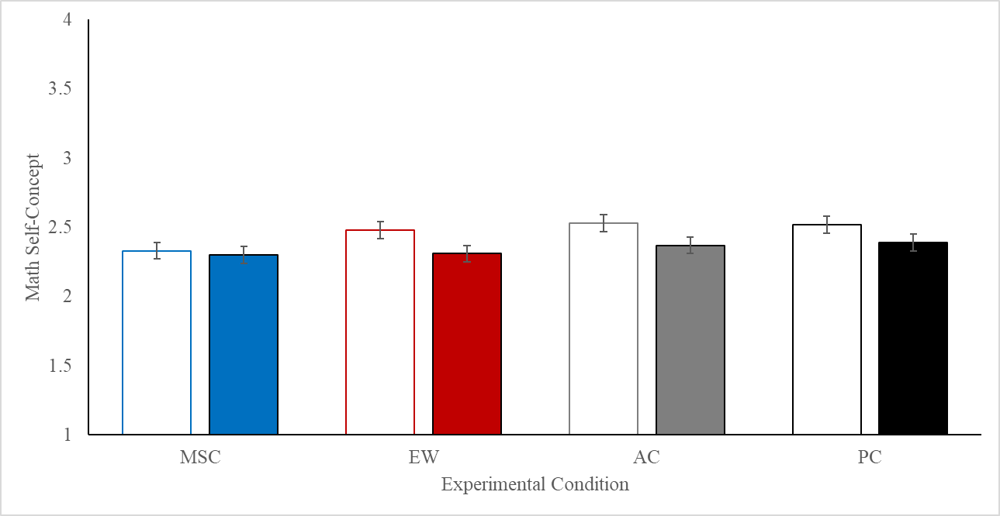 4
3.5
3
2.5
2
1.5
1
Math Self-Concept
MSC EW AC PC
Experimental Condition